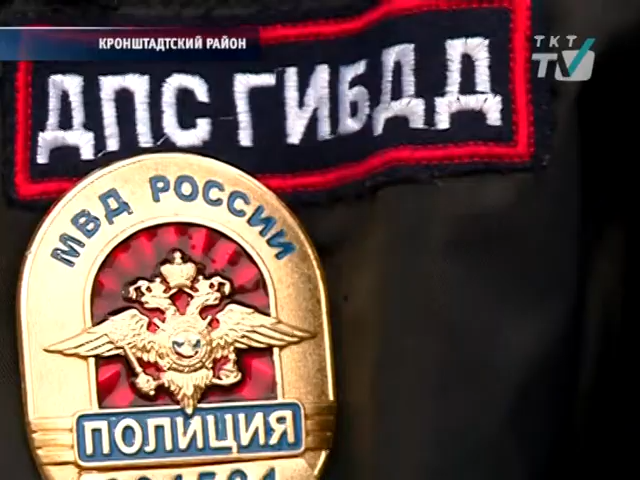 КРОНШТАДТСКИЙ РАЙОН
ТКТ
TV
ДПС ГИБДД
МВД РОССИИ
ПОЛИЦИЯ